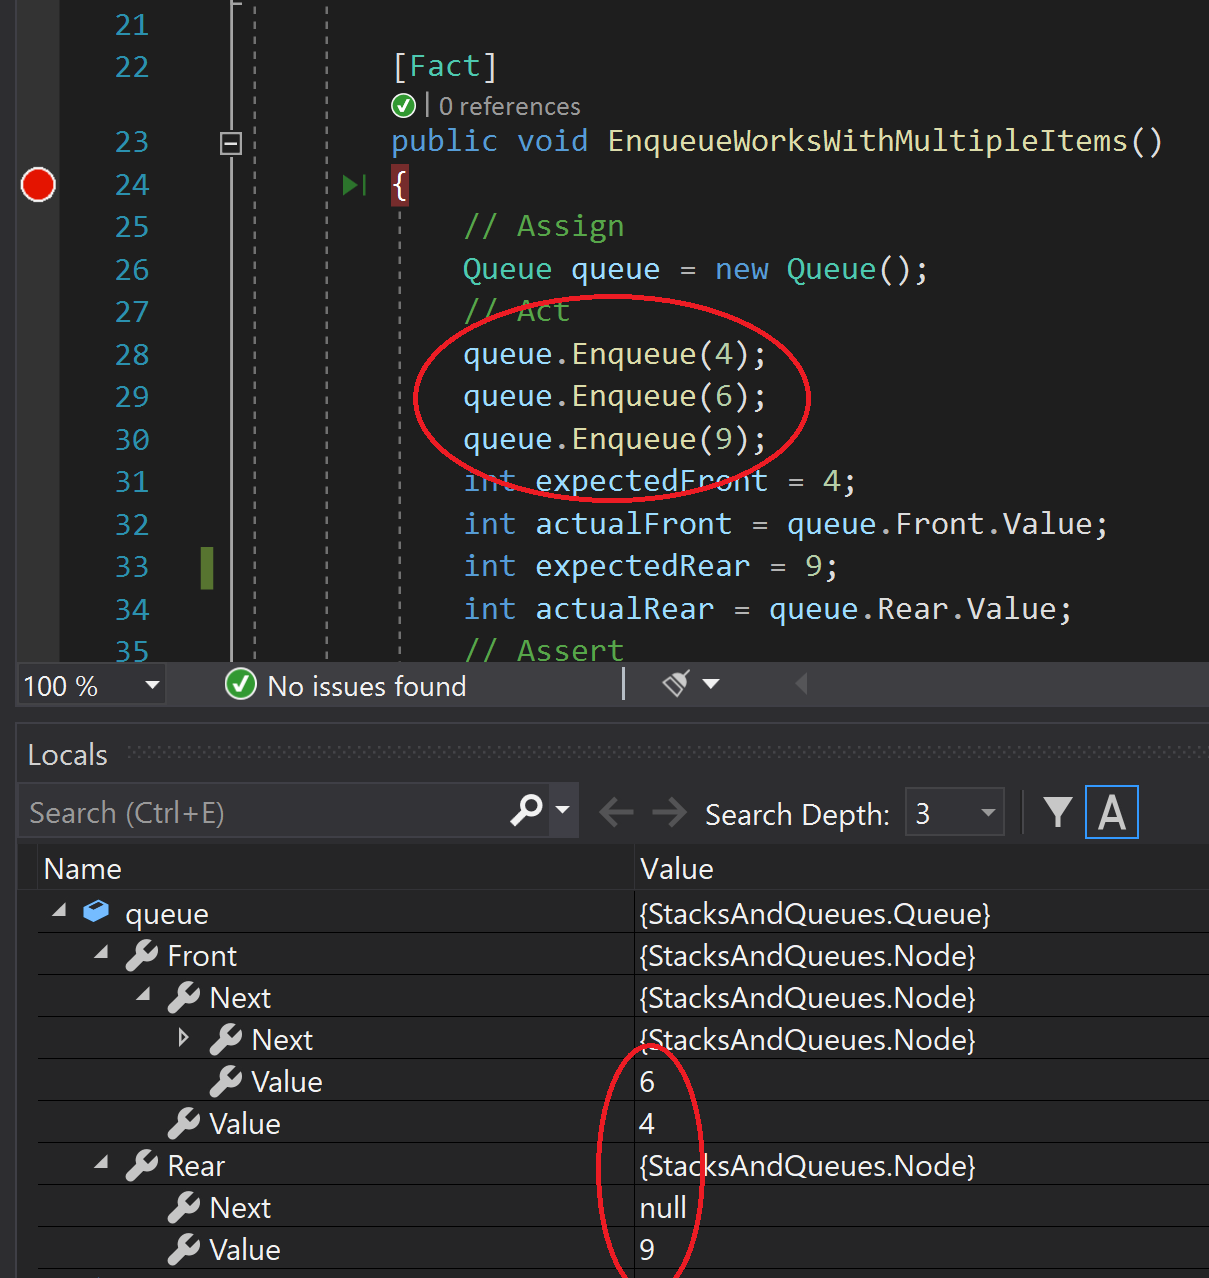 21
22 [Fact]
0 references
23 public void EnqueueWorksWithMultipleItems()
24 {
25 // Assign
26 Queue queue = new Queue();
27 // Act
28 queue.Enqueue(4);
29 queue.Enqueue(6);
30 queue.Enqueue(9);
31 int expectedFront = 4;
32 int actualFront = queue.Front.Value;
33 int expectedRear = 9;
34 int actualRear = queue.Rear.Value;
35 // Assert
100 % No issues found
Locals
Search (Ctrl+E) Search Depth: 3 A
Name Value
queue {StacksAndQueues.Queue}
Front {StacksAndQueues.Node}
Next {StacksAndQueues.Node}
Next {StacksAndQueues.Node}
Value 6
Value 4
Rear {StacksAndQueues.Node}
Next null
Value 9